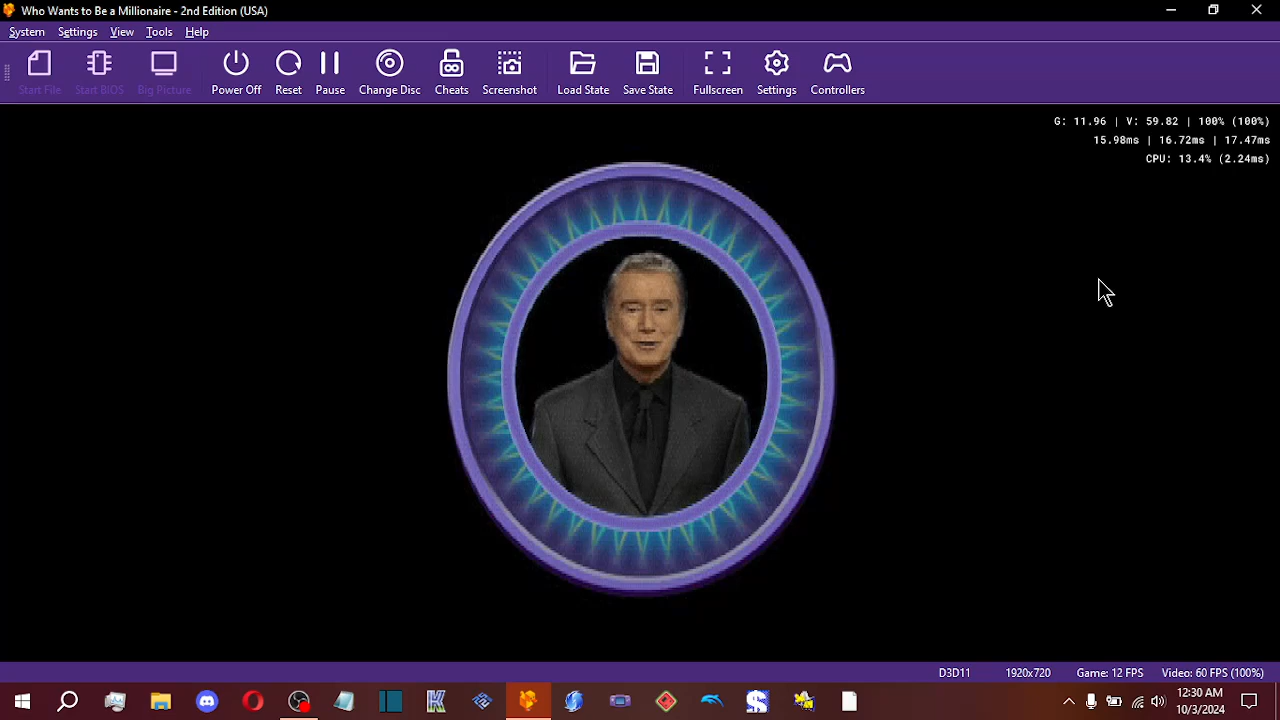 Who Wants to Be a Millionaire - 2nd Edition (USA)
System Settings View Tools Help
Start File Start BIOS Big Picture Power Off Reset Pause Change Disc Cheats Screenshot Load State Save State Fullscreen Settings Controllers
G: 11.96 | V: 59.82 | 100% (100%)
15.98ms | 16.72ms | 17.47ms
CPU: 13.4% (2.24ms)
D3D11 1920x720 Game: 12 FPS Video: 60 FPS (100%)
12:30 AM
10/3/2024